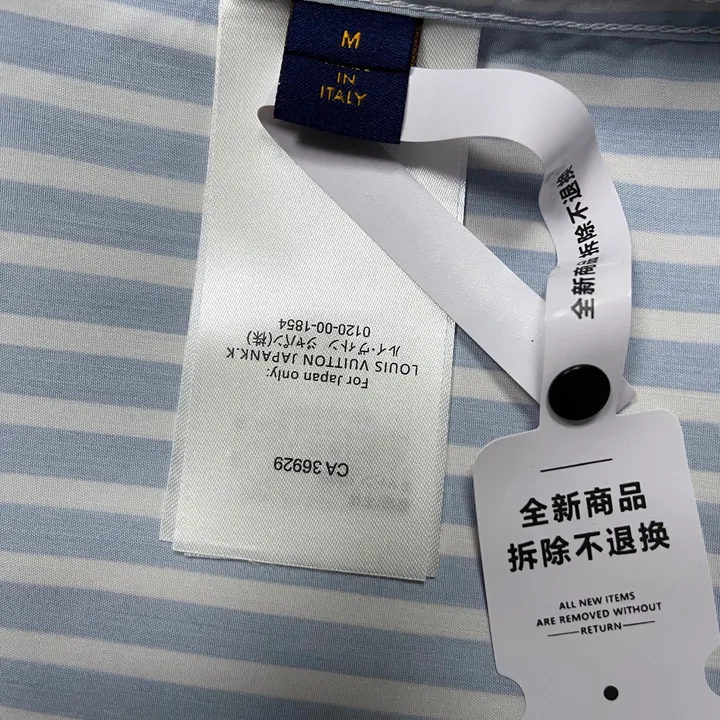 M
IN
ITALY
全新商品拆除不退换
CA 36929
For Japan only:
LOUIS VUITTON JAPANK.K
ルイ・ヴィトン ジャパン(株)
0120-00-1854
全新商品
拆除不退换
ALL NEW ITEMS
ARE REMOVED WITHOUT
RETURN